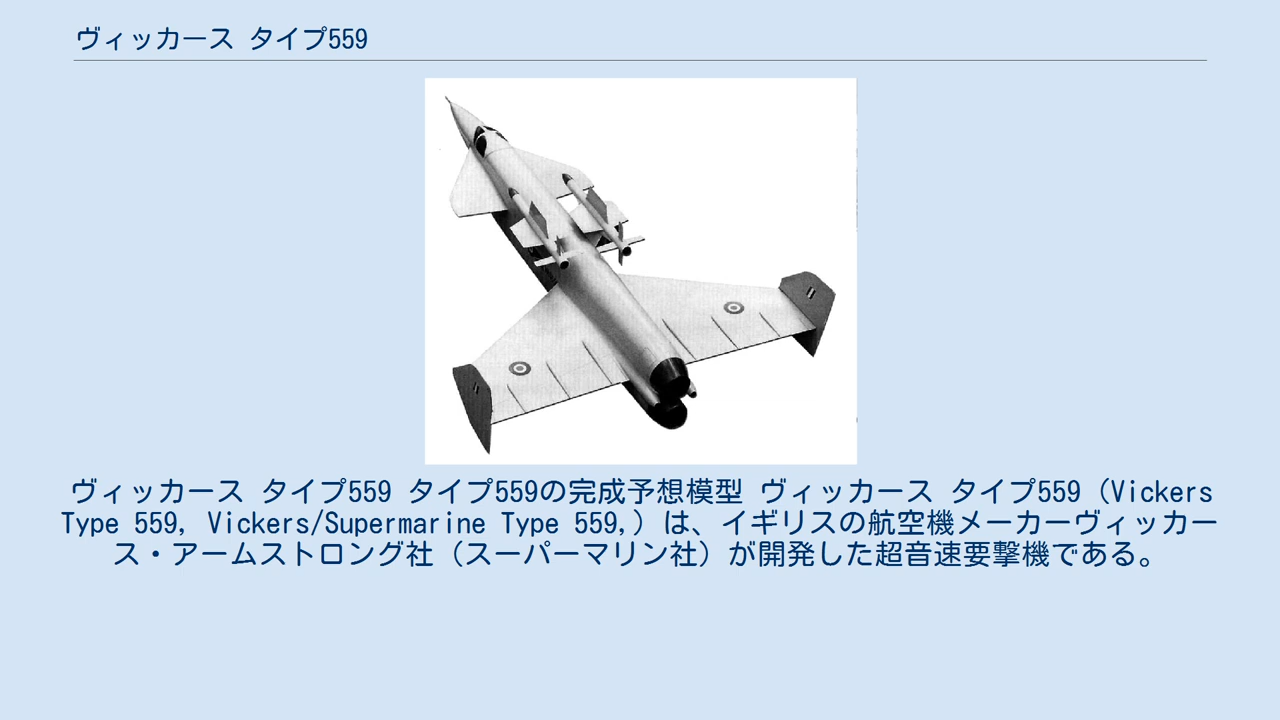 ヴィッカース タイプ559
ヴィッカース タイプ559 タイプ559の完成予想模型 ヴィッカース タイプ559（Vickers
Type 559, Vickers/Supermarine Type 559,）は、イギリスの航空機メーカーヴィッカー
ス・アームストロング社（スーパーマリン社）が開発した超音速要撃機である。